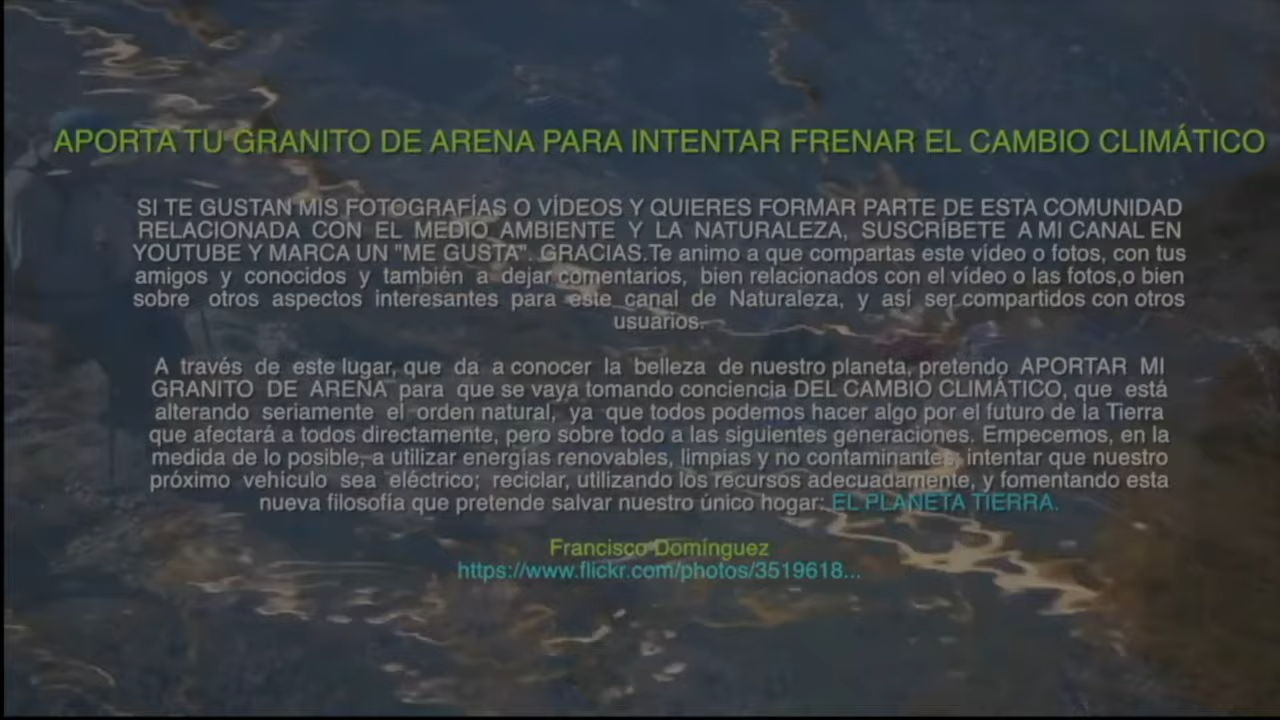 APORTA TU GRANITO DE ARENA PARA INTENTAR FRENAR EL CAMBIO CLIMÁTICO
SI TE GUSTAN MIS FOTOGRAFÍAS O VÍDEOS Y QUIERES FORMAR PARTE DE ESTA COMUNIDAD
RELACIONADA CON EL MEDIO AMBIENTE Y LA NATURALEZA, SUSCRÍBETE A MI CANAL EN
YOUTUBE Y MARCA UN "ME GUSTA". GRACIAS.Te animo a que compartas este vídeo o fotos, con tus
amigos y conocidos y también a dejar comentarios, bien relacionados con el vídeo o las fotos,o bien
sobre otros aspectos interesantes para este canal de Naturaleza, y así ser compartidos con otros
usuarios.
A través de este lugar, que da a conocer la belleza de nuestro planeta, pretendo APORTAR MI
GRANITO DE ARENA para que se vaya tomando conciencia DEL CAMBIO CLIMÁTICO, que está
alterando seriamente el orden natural, ya que todos podemos hacer algo por el futuro de la Tierra
que afectará a todos directamente, pero sobre todo a las siguientes generaciones. Empecemos, en la
medida de lo posible, a utilizar energías renovables, limpias y no contaminantes, intentar que nuestro
próximo vehículo sea eléctrico; reciclar, utilizando los recursos adecuadamente, y fomentando esta
nueva filosofía que pretende salvar nuestro único hogar: EL PLANETA TIERRA.
Francisco Domínguez
https://www.flickr.com/photos/3519618...